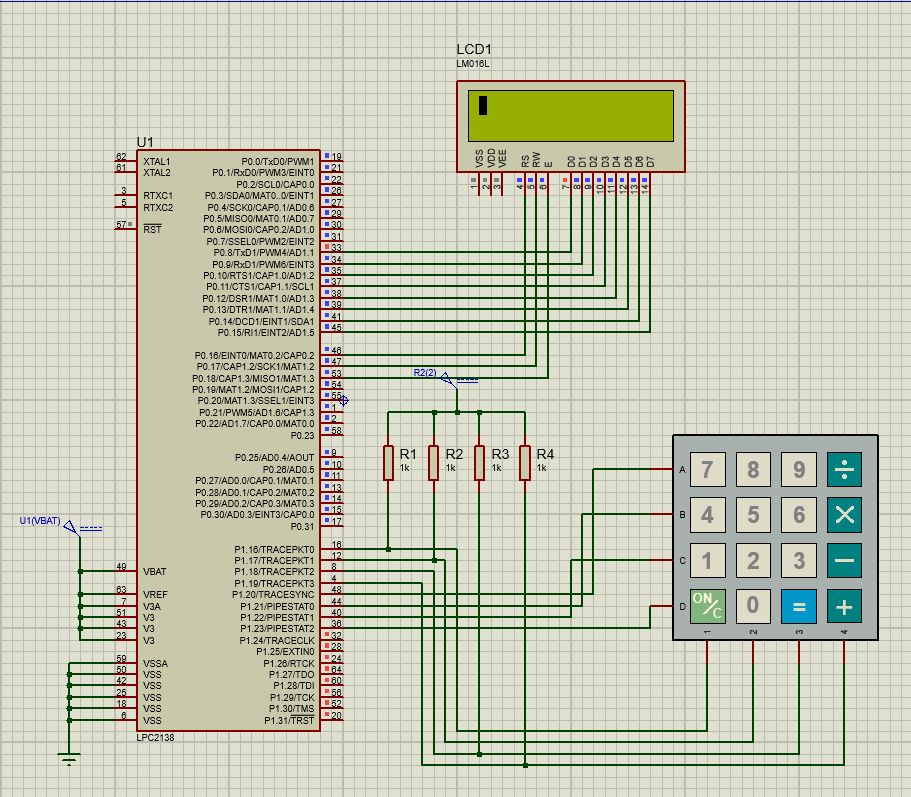 LCD1
LM016L
VSS
VDD
VEE
RS
RW
E
D0
D1
D2
D3
D4
D5
D6
D7
1
2
3
4
5
6
7
8
9
10
11
12
13
14
U1
62 XTAL1 P0.0/TxD0/PWM1 19
61 XTAL2 P0.1/RxD0/PWM3/EINT0 21
P0.2/SCL0/CAP0.0 22
3 RTXC1 P0.3/SDA0/MAT0..0/EINT1 26
5 RTXC2 P0.4/SCK0/CAP0.1/AD0.6 27
P0.5/MISO0/MAT0.1/AD0.7 29
57 RST P0.6/MOSI0/CAP0.2/AD1.0 30
P0.7/SSEL0/PWM2/EINT2 31
P0.8/TxD1/PWM4/AD1.1 33
P0.9/RxD1/PWM6/EINT3 34
P0.10/RTS1/CAP1.0/AD1.2 35
P0.11/CTS1/CAP1.1/SCL1 37
P0.12/DSR1/MAT1.0/AD1.3 38
P0.13/DTR1/MAT1.1/AD1.4 39
P0.14/DCD1/EINT1/SDA1 41
P0.15/RI1/EINT2/AD1.5 45
P0.16/EINT0/MAT0.2/CAP0.2 46
P0.17/CAP1.2/SCK1/MAT1.2 47
P0.18/CAP1.3/MISO1/MAT1.3 53
P0.19/MAT1.2/MOSI1/CAP1.2 54
P0.20/MAT1.3/SSEL1/EINT3 55
P0.21/PWM5/AD1.6/CAP1.3 1
P0.22/AD1.7/CAP0.0/MAT0.0 2
P0.23 58
P0.25/AD0.4/AOUT 9
P0.26/AD0.5 10
P0.27/AD0.0/CAP0.1/MAT0.1 11
P0.28/AD0.1/CAP0.2/MAT0.2 13
P0.29/AD0.2/CAP0.3/MAT0.3 14
P0.30/AD0.3/EINT3/CAP0.0 15
P0.31 17
P1.16/TRACEPKT0 16
P1.17/TRACEPKT1 12
49 VBAT P1.18/TRACEPKT2 8
P1.19/TRACEPKT3 4
63 VREF P1.20/TRACESYNC 48
7 V3A P1.21/PIPESTAT0 44
51 V3 P1.22/PIPESTAT1 40
43 V3 P1.23/PIPESTAT2 36
23 V3 P1.24/TRACECLK 32
P1.25/EXTIN0 28
59 VSSA P1.26/RTCK 24
50 VSS P1.27/TDO 64
42 VSS P1.28/TDI 60
25 VSS P1.29/TCK 56
18 VSS P1.30/TMS 52
6 VSS P1.31/TRST 20
LPC2138
U1(VBAT)
R2(2)
R1
1k
R2
1k
R3
1k
R4
1k
A 7 8 9 ÷
B 4 5 6 ×
C 1 2 3 −
D ON/C 0 = +
1 2 3 4